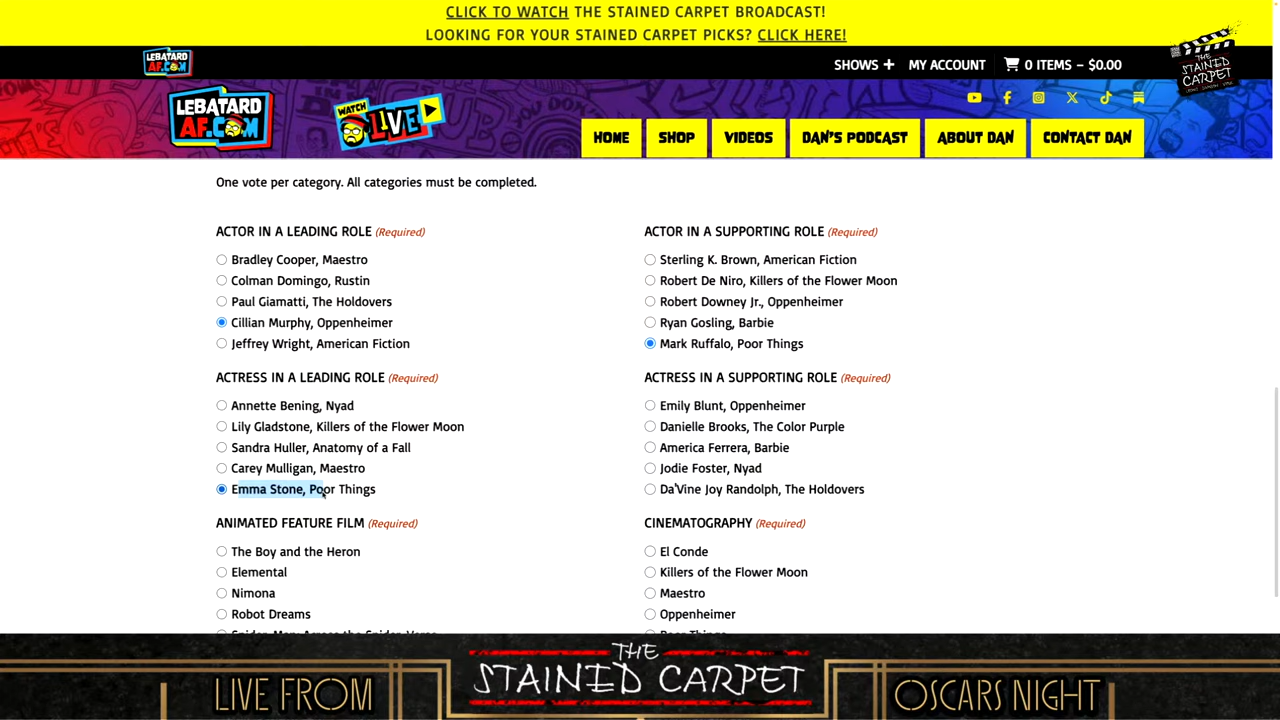 CLICK TO WATCH THE STAINED CARPET BROADCAST!
LOOKING FOR YOUR STAINED CARPET PICKS? CLICK HERE!
LEBATARD
AF.COM
SHOWS + MY ACCOUNT 0 ITEMS – $0.00
THE
STAINED
CARPET
LEBATARD
AF.COM
WATCH
LIVE
HOME SHOP VIDEOS DAN'S PODCAST ABOUT DAN CONTACT DAN
One vote per category. All categories must be completed.
ACTOR IN A LEADING ROLE (Required)
Bradley Cooper, Maestro
Colman Domingo, Rustin
Paul Giamatti, The Holdovers
Cillian Murphy, Oppenheimer
Jeffrey Wright, American Fiction
ACTOR IN A SUPPORTING ROLE (Required)
Sterling K. Brown, American Fiction
Robert De Niro, Killers of the Flower Moon
Robert Downey Jr., Oppenheimer
Ryan Gosling, Barbie
Mark Ruffalo, Poor Things
ACTRESS IN A LEADING ROLE (Required)
Annette Bening, Nyad
Lily Gladstone, Killers of the Flower Moon
Sandra Huller, Anatomy of a Fall
Carey Mulligan, Maestro
Emma Stone, Poor Things
ACTRESS IN A SUPPORTING ROLE (Required)
Emily Blunt, Oppenheimer
Danielle Brooks, The Color Purple
America Ferrera, Barbie
Jodie Foster, Nyad
Da'Vine Joy Randolph, The Holdovers
ANIMATED FEATURE FILM (Required)
The Boy and the Heron
Elemental
Nimona
Robot Dreams
CINEMATOGRAPHY (Required)
El Conde
Killers of the Flower Moon
Maestro
Oppenheimer
LIVE FROM
THE
STAINED CARPET
OSCARS NIGHT